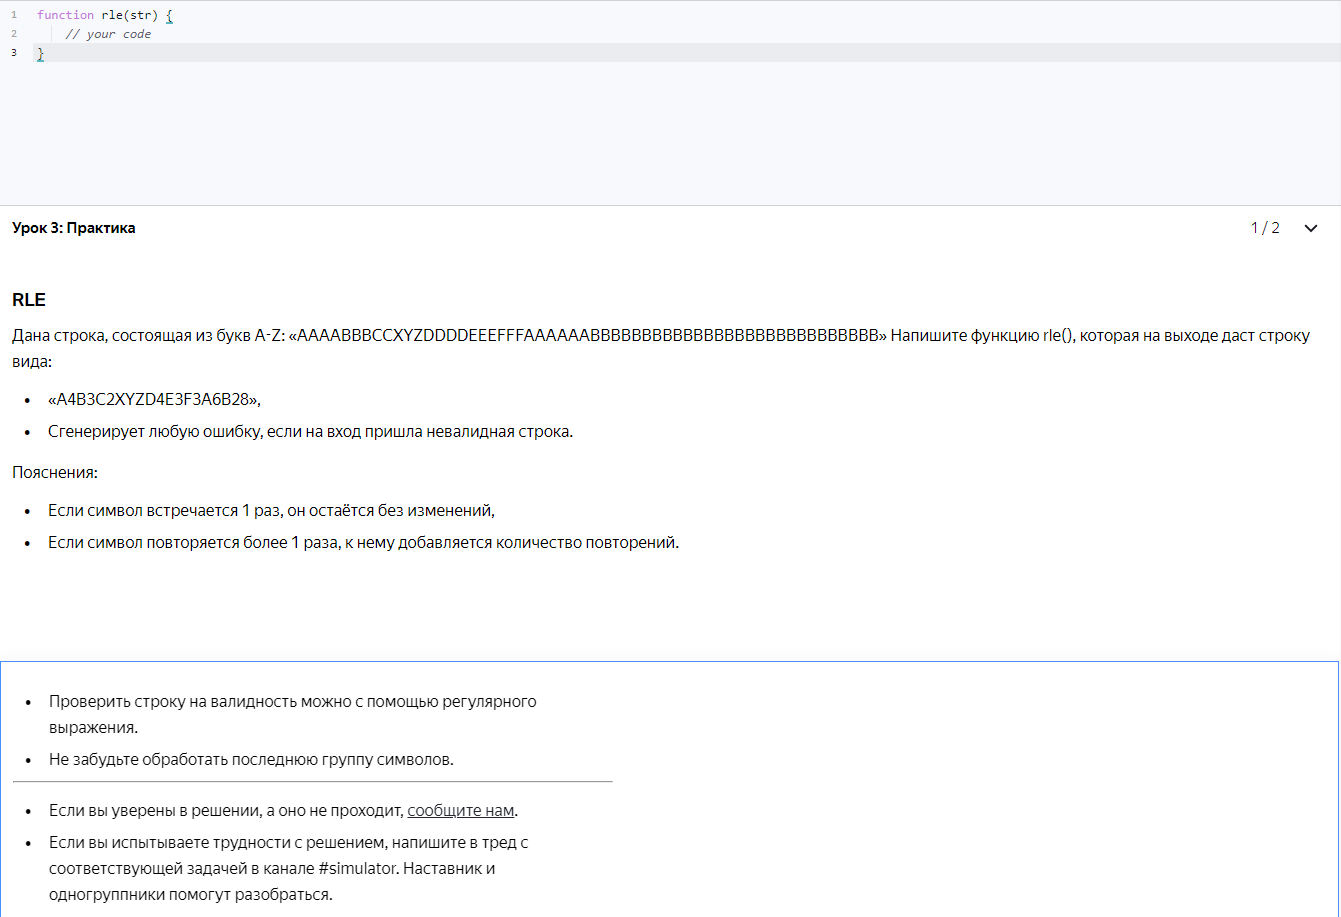 1 function rle(str) {
2 // your code
3 }
Урок 3: Практика
1 / 2
RLE
Дана строка, состоящая из букв A-Z: «AAAABBBCCXYZDDDDEEEFFFAAAAAABBBBBBBBBBBBBBBBBBBBBBBBBBBB» Напишите функцию rle(), которая на выходе даст строку
вида:
• «A4B3C2XYZD4E3F3A6B28»,
• Сгенерирует любую ошибку, если на вход пришла невалидная строка.
Пояснения:
• Если символ встречается 1 раз, он остаётся без изменений,
• Если символ повторяется более 1 раза, к нему добавляется количество повторений.
• Проверить строку на валидность можно с помощью регулярного
выражения.
• Не забудьте обработать последнюю группу символов.
• Если вы уверены в решении, а оно не проходит, сообщите нам.
• Если вы испытываете трудности с решением, напишите в тред с
соответствующей задачей в канале #simulator. Наставник и
одногруппники помогут разобраться.